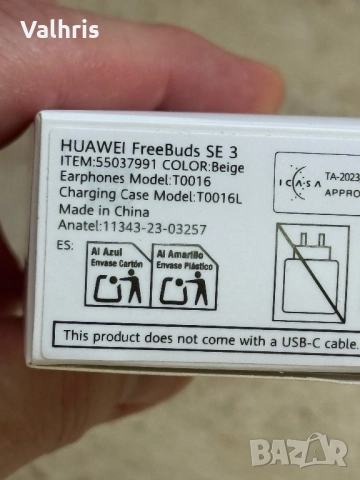 Valhris
HUAWEI FreeBuds SE 3
ITEM:55037991 COLOR:Beige
Earphones Model:T0016
Charging Case Model:T0016L
Made in China
Anatel:11343-23-03257
ES:
Al Azul
Envase Cartón
Al Amarillo
Envase Plástico
ICASA
TA-2023
APPRO
This product does not come with a USB-C cable.
BAZAR.BG